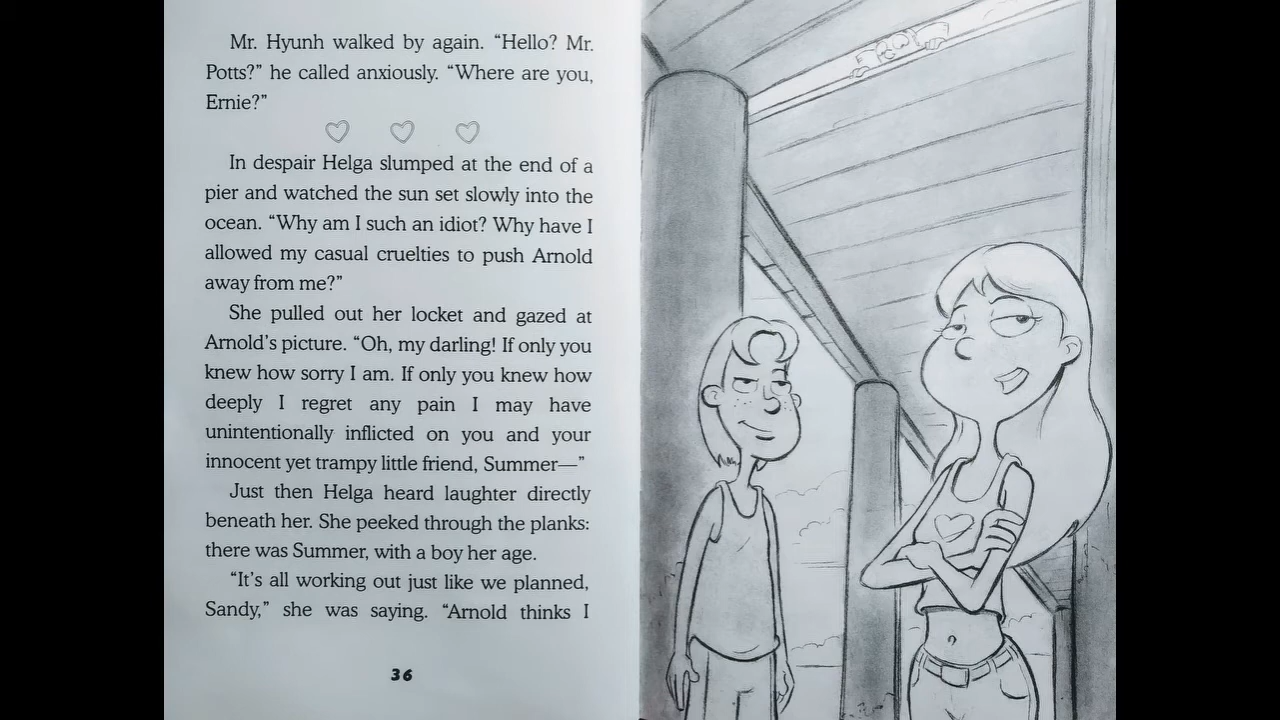 Mr. Hyunh walked by again. “Hello? Mr.
Potts?” he called anxiously. “Where are you,
Ernie?”
In despair Helga slumped at the end of a
pier and watched the sun set slowly into the
ocean. “Why am I such an idiot? Why have I
allowed my casual cruelties to push Arnold
away from me?”
She pulled out her locket and gazed at
Arnold’s picture. “Oh, my darling! If only you
knew how sorry I am. If only you knew how
deeply I regret any pain I may have
unintentionally inflicted on you and your
innocent yet trampy little friend, Summer—”
Just then Helga heard laughter directly
beneath her. She peeked through the planks:
there was Summer, with a boy her age.
“It’s all working out just like we planned,
Sandy,” she was saying. “Arnold thinks I
36